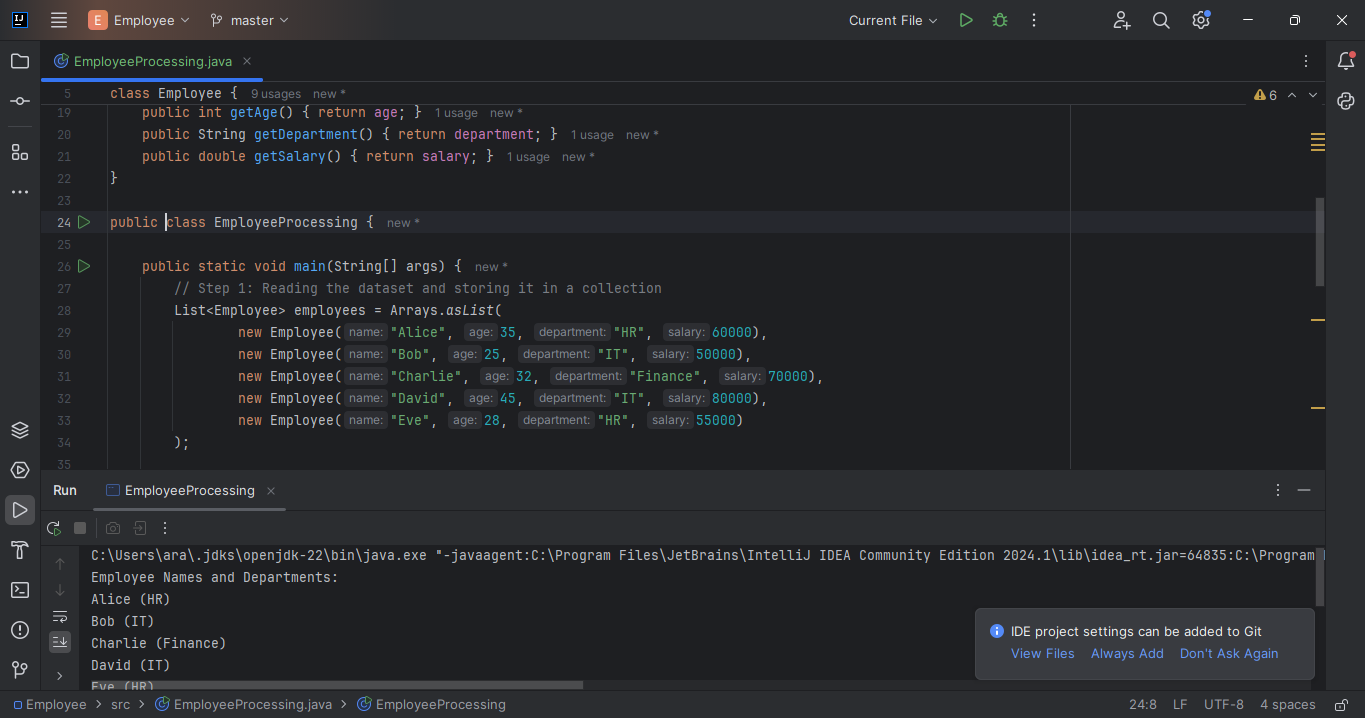 IJ E Employee master Current File
EmployeeProcessing.java
5 class Employee { 9 usages new *
6
19 public int getAge() { return age; } 1 usage new *
20 public String getDepartment() { return department; } 1 usage new *
21 public double getSalary() { return salary; } 1 usage new *
22 }
23
24 public class EmployeeProcessing { new *
25
26 public static void main(String[] args) { new *
27 // Step 1: Reading the dataset and storing it in a collection
28 List<Employee> employees = Arrays.asList(
29 new Employee( name: "Alice", age: 35, department: "HR", salary: 60000),
30 new Employee( name: "Bob", age: 25, department: "IT", salary: 50000),
31 new Employee( name: "Charlie", age: 32, department: "Finance", salary: 70000),
32 new Employee( name: "David", age: 45, department: "IT", salary: 80000),
33 new Employee( name: "Eve", age: 28, department: "HR", salary: 55000)
34 );
35
Run EmployeeProcessing
C:\Users\ara\.jdks\openjdk-22\bin\java.exe "-javaagent:C:\Program Files\JetBrains\IntelliJ IDEA Community Edition 2024.1\lib\idea_rt.jar=64835:C:\Program
Employee Names and Departments:
Alice (HR)
Bob (IT)
Charlie (Finance)
David (IT)
Eve (HR)
IDE project settings can be added to Git
View Files Always Add Don't Ask Again
Employee > src > EmployeeProcessing.java > EmployeeProcessing 24:8 LF UTF-8 4 spaces